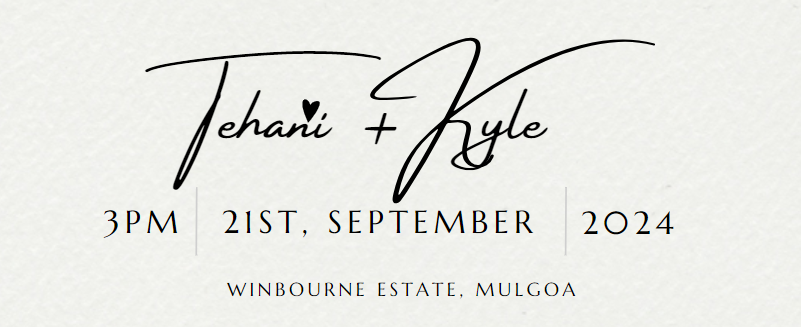 Tehani + Kyle
3PM 21ST, SEPTEMBER 2024
WINBOURNE ESTATE, MULGOA